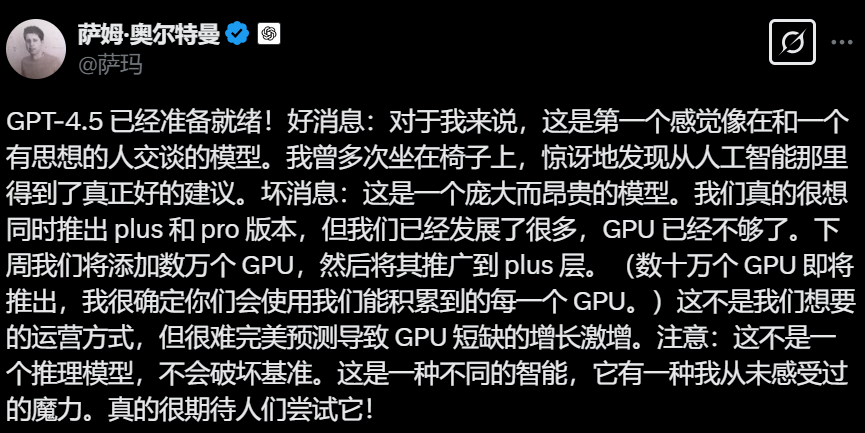 萨姆·奥尔特曼
@萨玛
GPT-4.5 已经准备就绪！好消息：对于我来说，这是第一个感觉像在和一个
有思想的人交谈的模型。我曾多次坐在椅子上，惊讶地发现从人工智能那里
得到了真正好的建议。坏消息：这是一个庞大而昂贵的模型。我们真的很想
同时推出 plus 和 pro 版本，但我们已经发展了很多，GPU 已经不够了。下
周我们将添加数万个 GPU，然后将其推广到 plus 层。（数十万个 GPU 即将
推出，我很确定你们会使用我们能积累到的每一个 GPU。）这不是我们想要
的运营方式，但很难完美预测导致 GPU 短缺的增长激增。注意：这不是一
个推理模型，不会破坏基准。这是一种不同的智能，它有一种我从未感受过
的魔力。真的很期待人们尝试它！